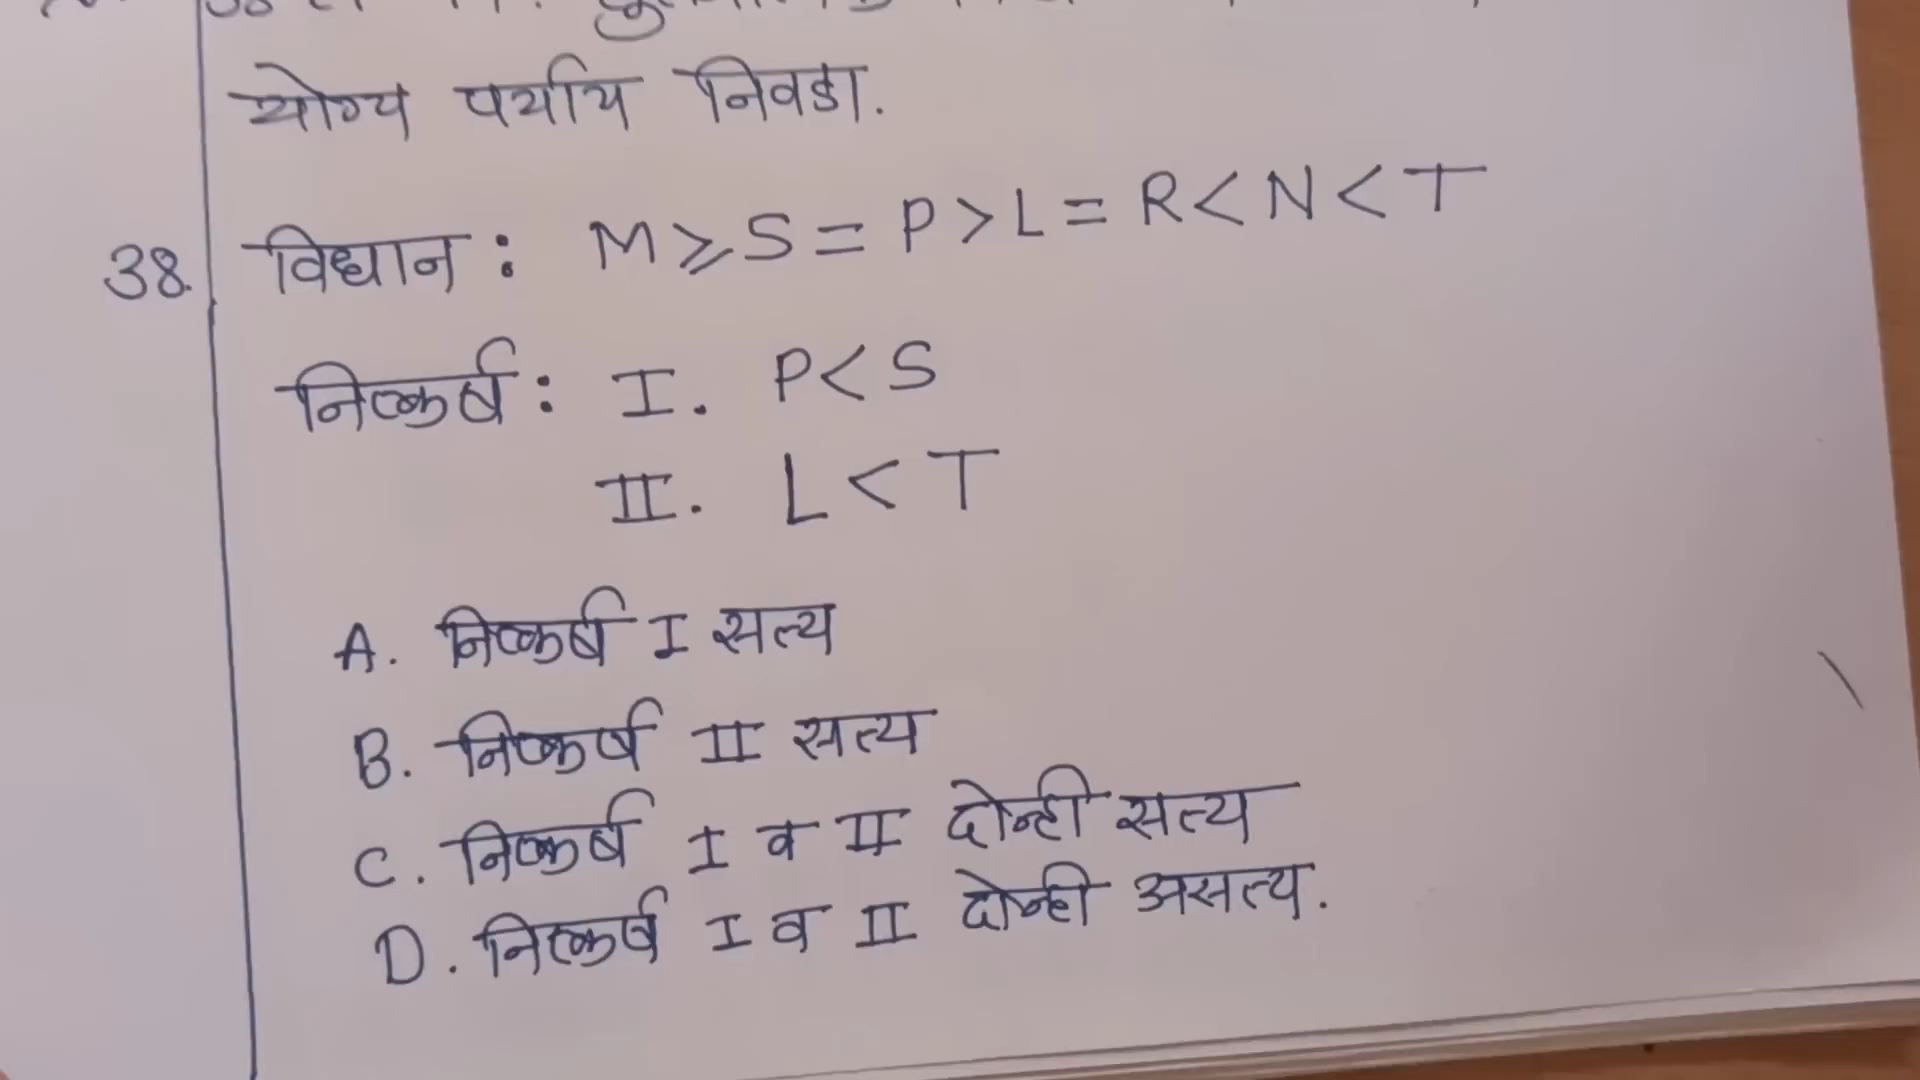 योग्य पर्याय निवडा.
38. विधान : M ⩾ S = P > L = R < N < T
निष्कर्ष : I. P < S
II. L < T
A. निष्कर्ष I सत्य
B. निष्कर्ष II सत्य
C. निष्कर्ष I व II दोन्ही सत्य
D. निष्कर्ष I व II दोन्ही असत्य.